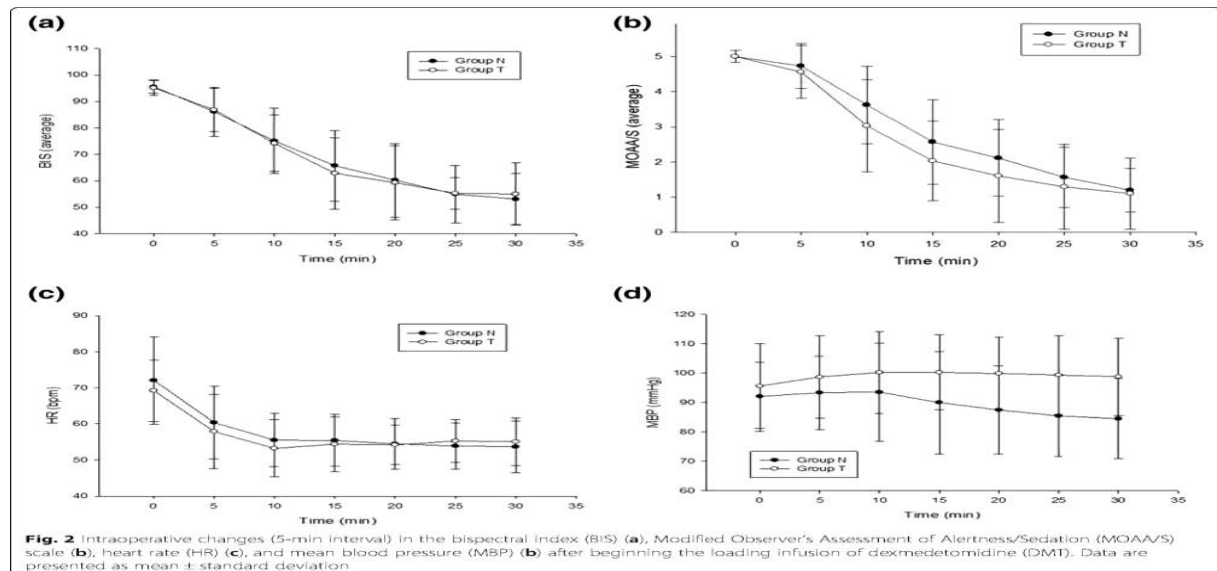 (a)
110
100
90
80
70
60
50
40
BIS (average)
0 5 10 15 20 25 30 35
Time (min)
Group N
Group T
(b)
5
4
3
2
1
0
MOAA/S (average)
0 5 10 15 20 25 30 35
Time (min)
Group N
Group T
(c)
90
80
70
60
50
40
HR (bpm)
0 5 10 15 20 25 30 35
Time (min)
Group N
Group T
(d)
120
110
100
90
80
70
60
MBP (mmHg)
0 5 10 15 20 25 30 35
Time (min)
Group N
Group T
Fig. 2 Intraoperative changes (5-min interval) in the bispectral index (BIS) (a), Modified Observer's Assessment of Alertness/Sedation (MOAA/S)
scale (b), heart rate (HR) (c), and mean blood pressure (MBP) (b) after beginning the loading infusion of dexmedetomidine (DMT). Data are
presented as mean ± standard deviation